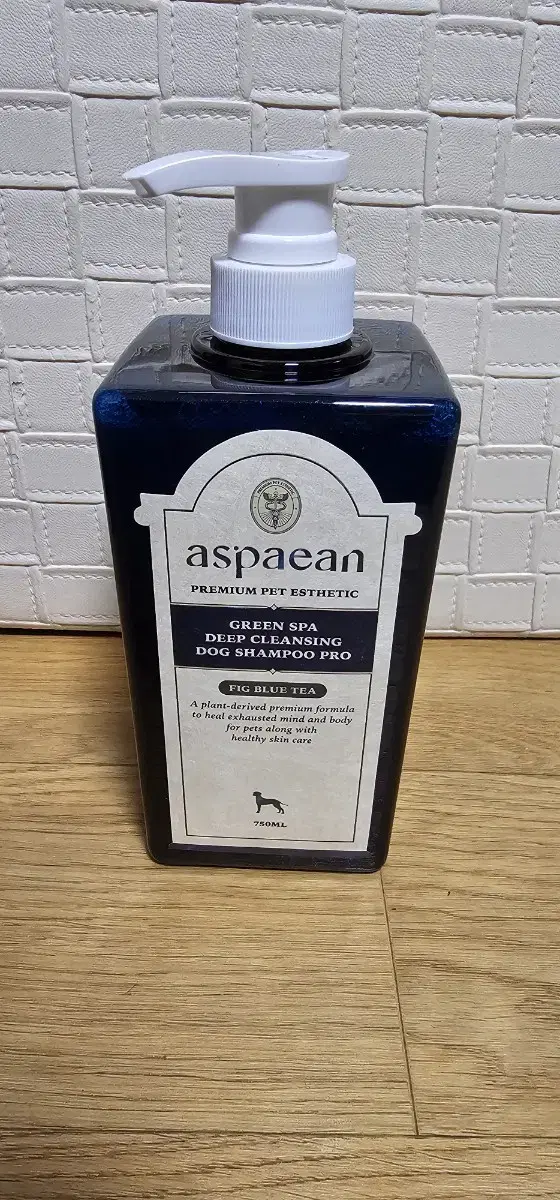 aspaean
PREMIUM PET ESTHETIC
GREEN SPA
DEEP CLEANSING
DOG SHAMPOO PRO
FIG BLUE TEA
A plant-derived premium formula
to heal exhausted mind and body
for pets along with
healthy skin care
750ML